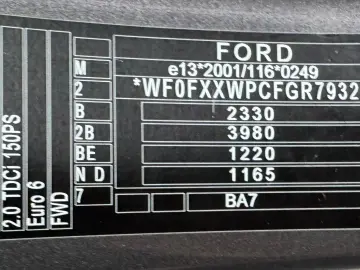 FORD
M e13*2001/116*0249
2 *WF0FXXWPCFGR7932
B 2330
2B 3980
BE 1220
N D 1165
7 BA7
2.0 TDCi 150PS
Euro 6
FWD